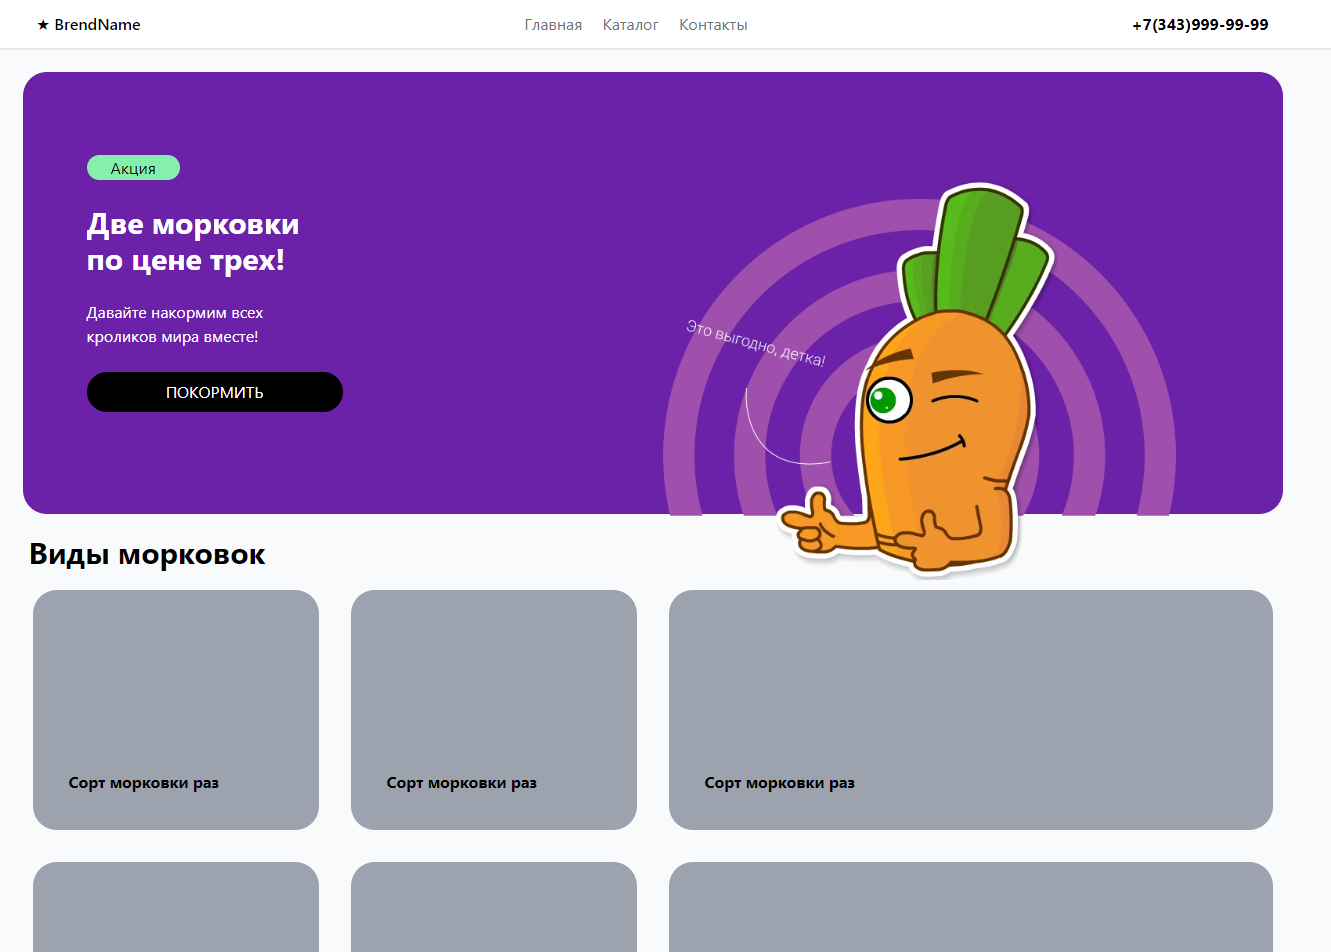 ★ BrendName
Главная Каталог Контакты
+7(343)999-99-99
Акция
Две морковки
по цене трех!
Давайте накормим всех
кроликов мира вместе!
ПОКОРМИТЬ
Это выгодно, детка!
Виды морковок
Сорт морковки раз
Сорт морковки раз
Сорт морковки раз